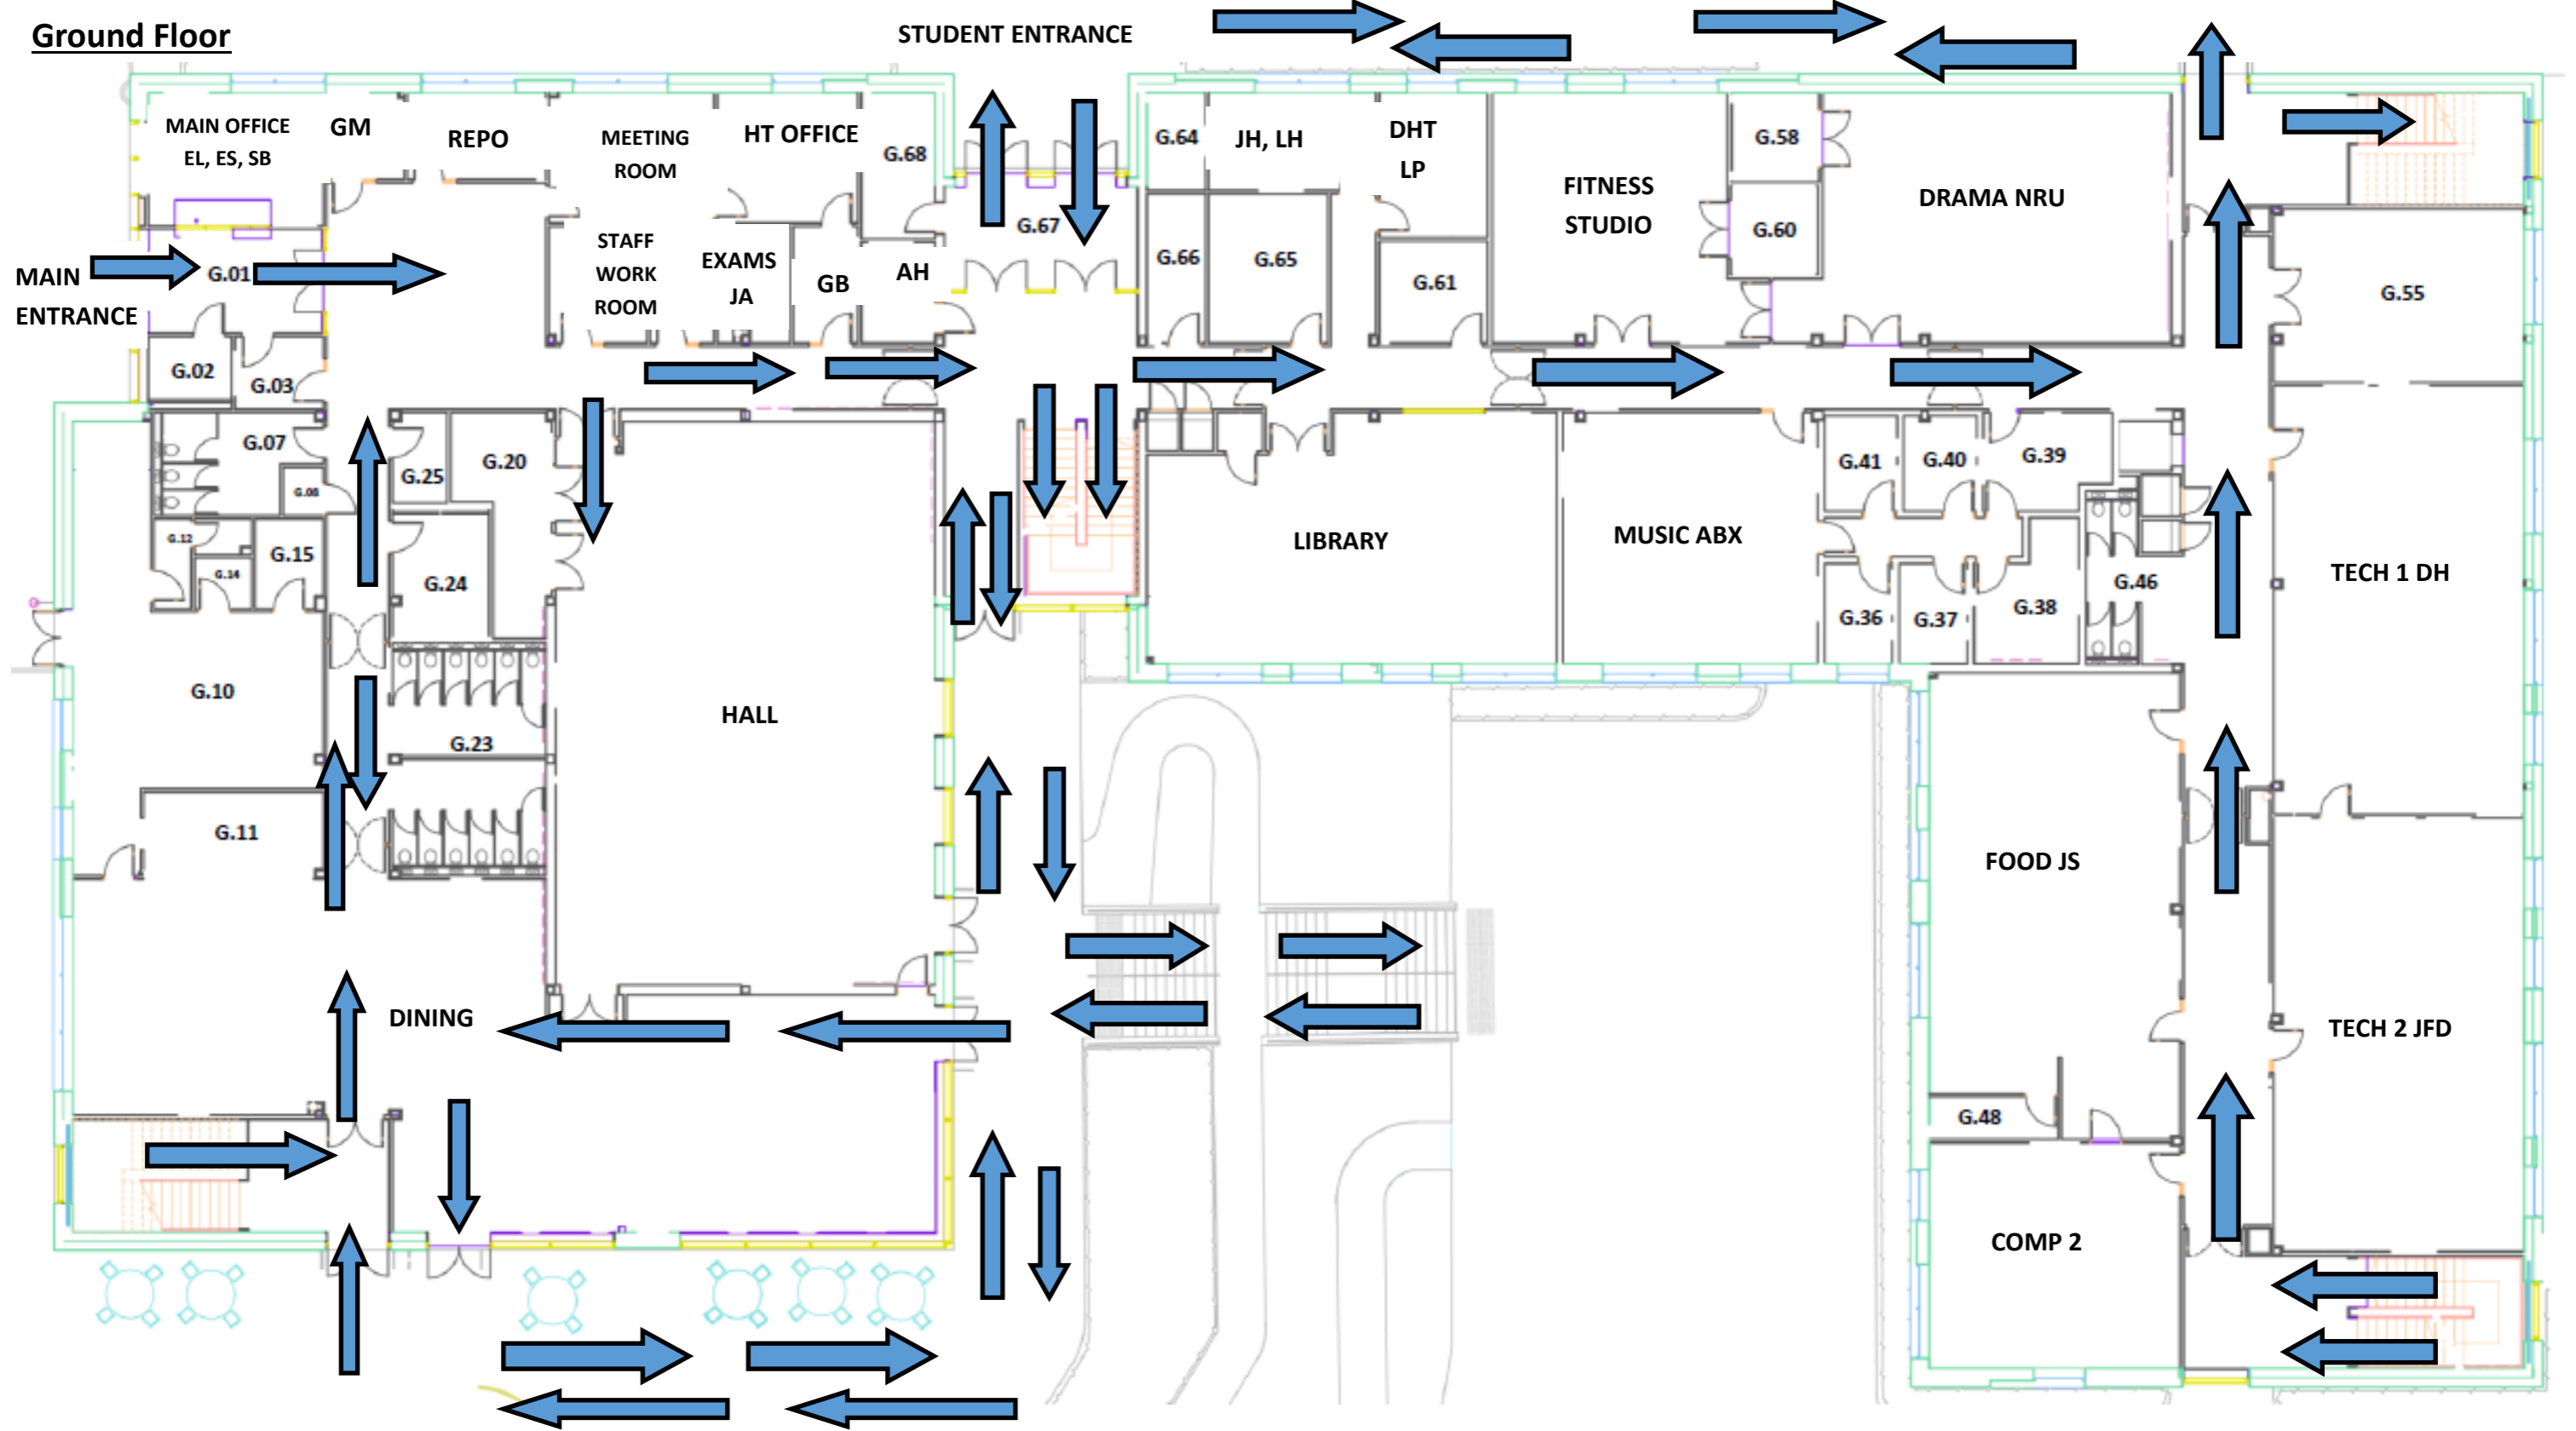 Ground Floor
STUDENT ENTRANCE
MAIN OFFICE
EL, ES, SB
GM
REPO
MEETING
ROOM
HT OFFICE
G.68
G.67
G.64
JH, LH
DHT
LP
FITNESS
STUDIO
G.58
G.60
DRAMA NRU
MAIN
ENTRANCE
G.01
STAFF
WORK
ROOM
EXAMS
JA
GB
AH
G.66
G.65
G.61
G.55
G.02
G.03
G.07
G.08
G.25
G.20
G.12
G.14
G.15
G.24
G.10
G.23
G.11
HALL
LIBRARY
MUSIC ABX
G.41
G.40
G.39
G.36
G.37
G.38
G.46
TECH 1 DH
FOOD JS
DINING
TECH 2 JFD
G.48
COMP 2